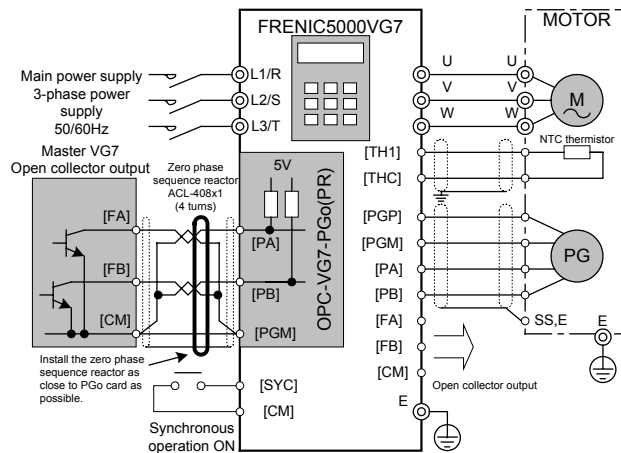 FRENIC5000VG7
MOTOR
Main power supply
3-phase power
supply
50/60Hz
L1/R
L2/S
L3/T
U
V
W
U
V
W
M
NTC thermistor
Master VG7
Open collector output
Zero phase
sequence reactor
ACL-408x1
(4 turns)
5V
OPC-VG7-PGo(PR)
[FA]
[FB]
[CM]
[PA]
[PB]
[PGM]
[TH1]
[THC]
[PGP]
[PGM]
[PA]
[PB]
[FA]
[FB]
[CM]
PG
SS,E
E
Open collector output
Install the zero phase
sequence reactor as
close to PGo card as
possible.
[SYC]
[CM]
E
Synchronous
operation ON